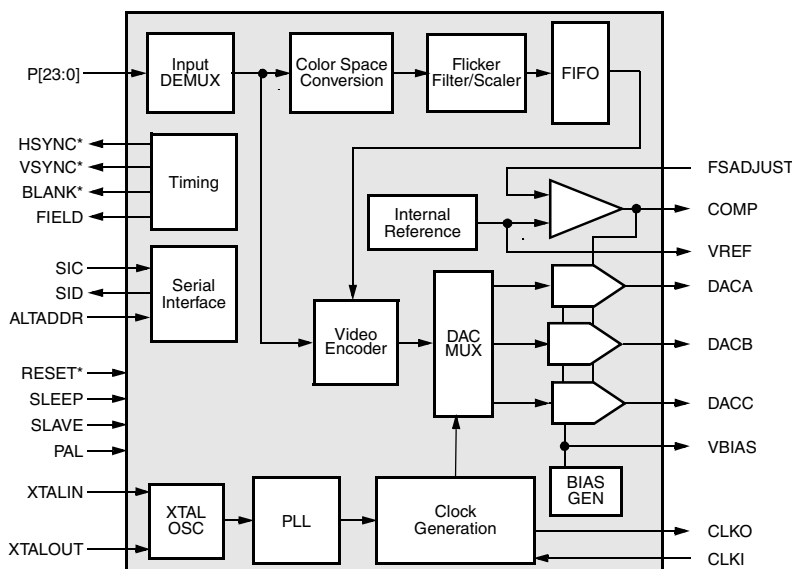 P[23:0]
Input
DEMUX
Color Space
Conversion
Flicker
Filter/Scaler
FIFO
HSYNC*
VSYNC*
BLANK*
FIELD
Timing
FSADJUST
COMP
VREF
Internal
Reference
SIC
SID
ALTADDR
Serial
Interface
Video
Encoder
DAC
MUX
DACA
DACB
DACC
RESET*
SLEEP
SLAVE
PAL
VBIAS
BIAS
GEN
XTALIN
XTALOUT
XTAL
OSC
PLL
Clock
Generation
CLKO
CLKI